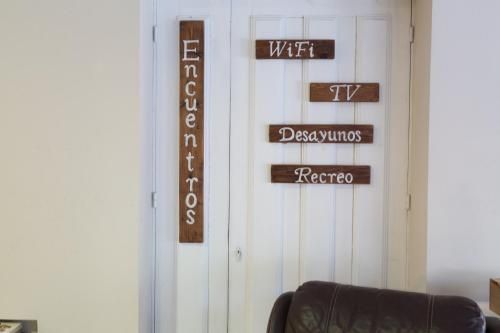 Encuentros
WiFi
TV
Desayunos
Recreo